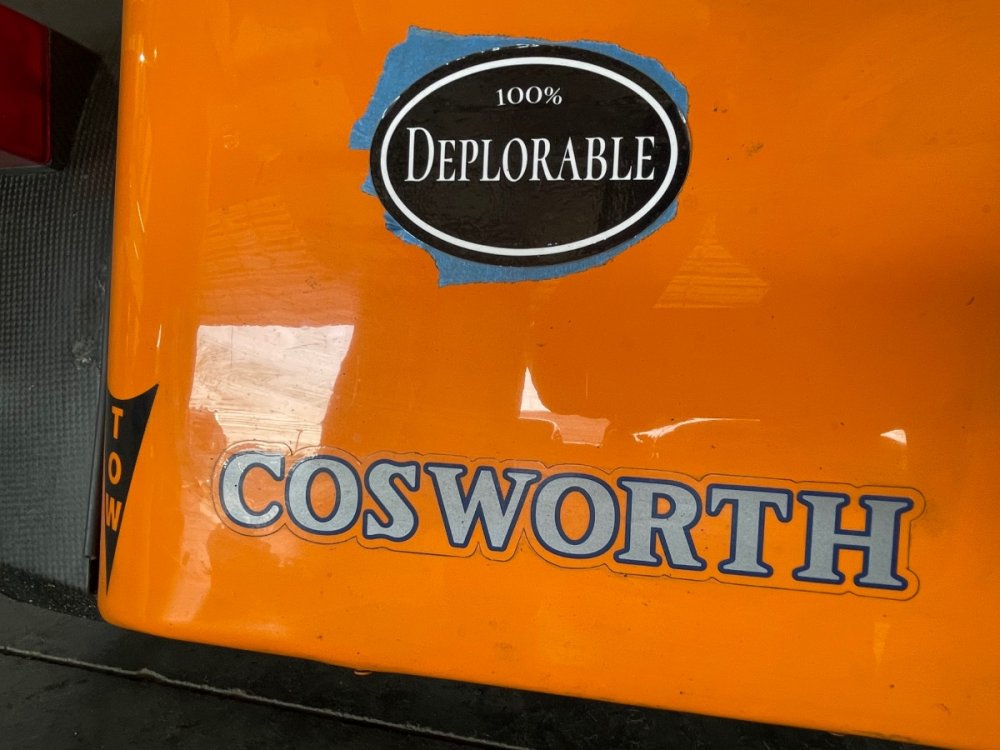 100%
DEPLORABLE
TOW
COSWORTH